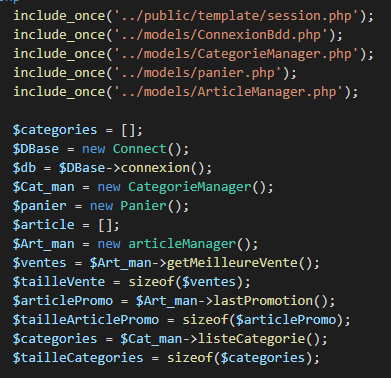 include_once('../public/template/session.php');
include_once('../models/ConnexionBdd.php');
include_once('../models/CategorieManager.php');
include_once('../models/panier.php');
include_once('../models/ArticleManager.php');
$categories = [];
$DBase = new Connect();
$db = $DBase->connexion();
$Cat_man = new CategorieManager();
$panier = new Panier();
$article = [];
$Art_man = new articleManager();
$ventes = $Art_man->getMeilleureVente();
$tailleVente = sizeof($ventes);
$articlePromo = $Art_man->lastPromotion();
$tailleArticlePromo = sizeof($articlePromo);
$categories = $Cat_man->listeCategorie();
$tailleCategories = sizeof($categories);